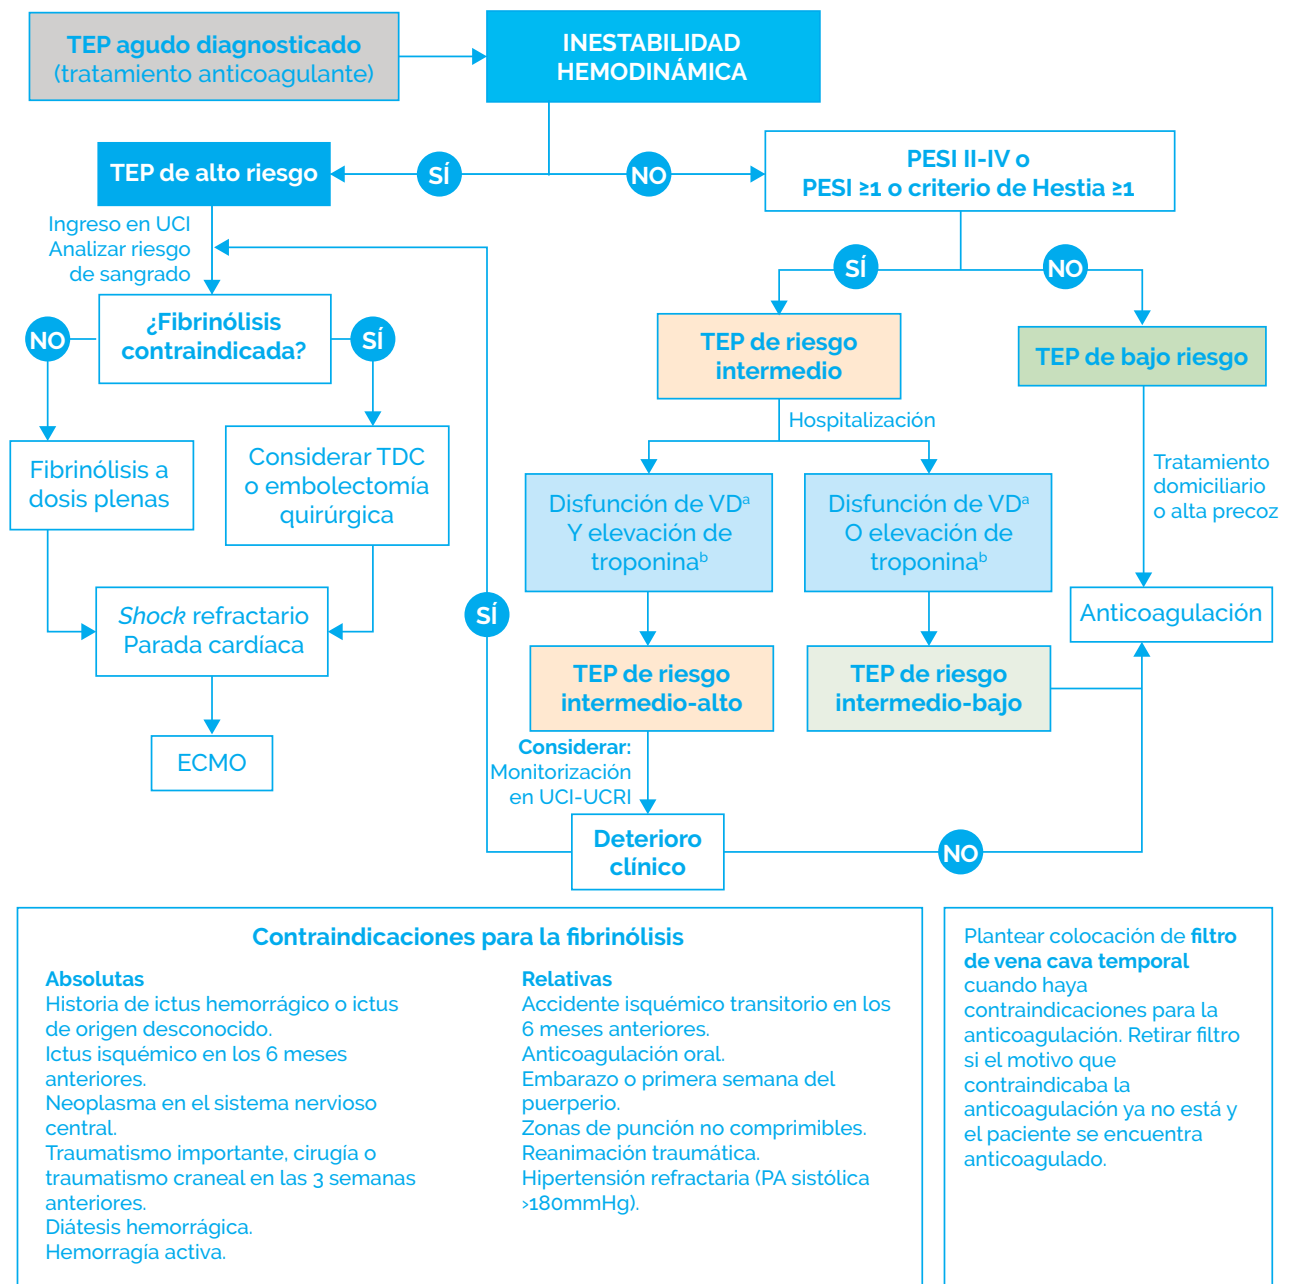 TEP agudo diagnosticado
(tratamiento anticoagulante)
INESTABILIDAD
HEMODINÁMICA
TEP de alto riesgo
SÍ
NO
PESI II-IV o
PESI ≥1 o criterio de Hestia ≥1
Ingreso en UCI
Analizar riesgo
de sangrado
SÍ
NO
¿Fibrinólisis
contraindicada?
NO
SÍ
TEP de riesgo
intermedio
TEP de bajo riesgo
Hospitalización
Fibrinólisis a
dosis plenas
Considerar TDC
o embolectomía
quirúrgica
Disfunción de VDª
Y elevación de
troponinaᵇ
Disfunción de VDª
O elevación de
troponinaᵇ
Tratamiento
domiciliario
o alta precoz
Shock refractario
Parada cardíaca
SÍ
Anticoagulación
TEP de riesgo
intermedio-alto
TEP de riesgo
intermedio-bajo
ECMO
Considerar:
Monitorización
en UCI-UCRI
Deterioro
clínico
NO
Contraindicaciones para la fibrinólisis
Absolutas
Historia de ictus hemorrágico o ictus
de origen desconocido.
Ictus isquémico en los 6 meses
anteriores.
Neoplasma en el sistema nervioso
central.
Traumatismo importante, cirugía o
traumatismo craneal en las 3 semanas
anteriores.
Diátesis hemorrágica.
Hemorragía activa.
Relativas
Accidente isquémico transitorio en los
6 meses anteriores.
Anticoagulación oral.
Embarazo o primera semana del
puerperio.
Zonas de punción no comprimibles.
Reanimación traumática.
Hipertensión refractaria (PA sistólica
>180mmHg).
Plantear colocación de filtro
de vena cava temporal
cuando haya
contraindicaciones para la
anticoagulación. Retirar filtro
si el motivo que
contraindicaba la
anticoagulación ya no está y
el paciente se encuentra
anticoagulado.